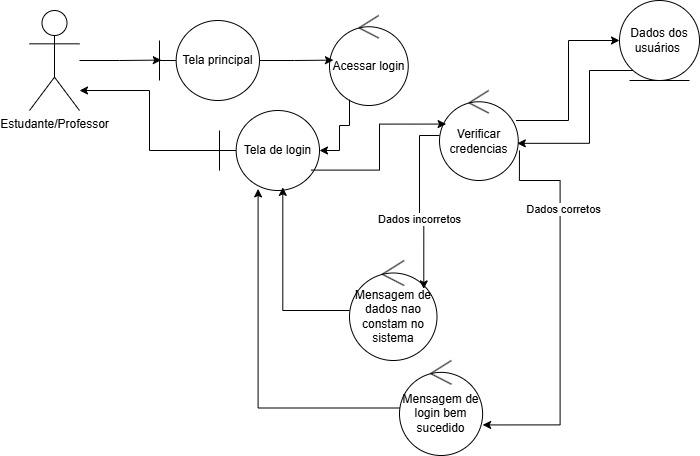 Estudante/Professor
Tela principal
Acessar login
Dados dos
usuários
Tela de login
Verificar
credencias
Dados incorretos
Dados corretos
Mensagem de
dados nao
constam no
sistema
Mensagem de
login bem
sucedido